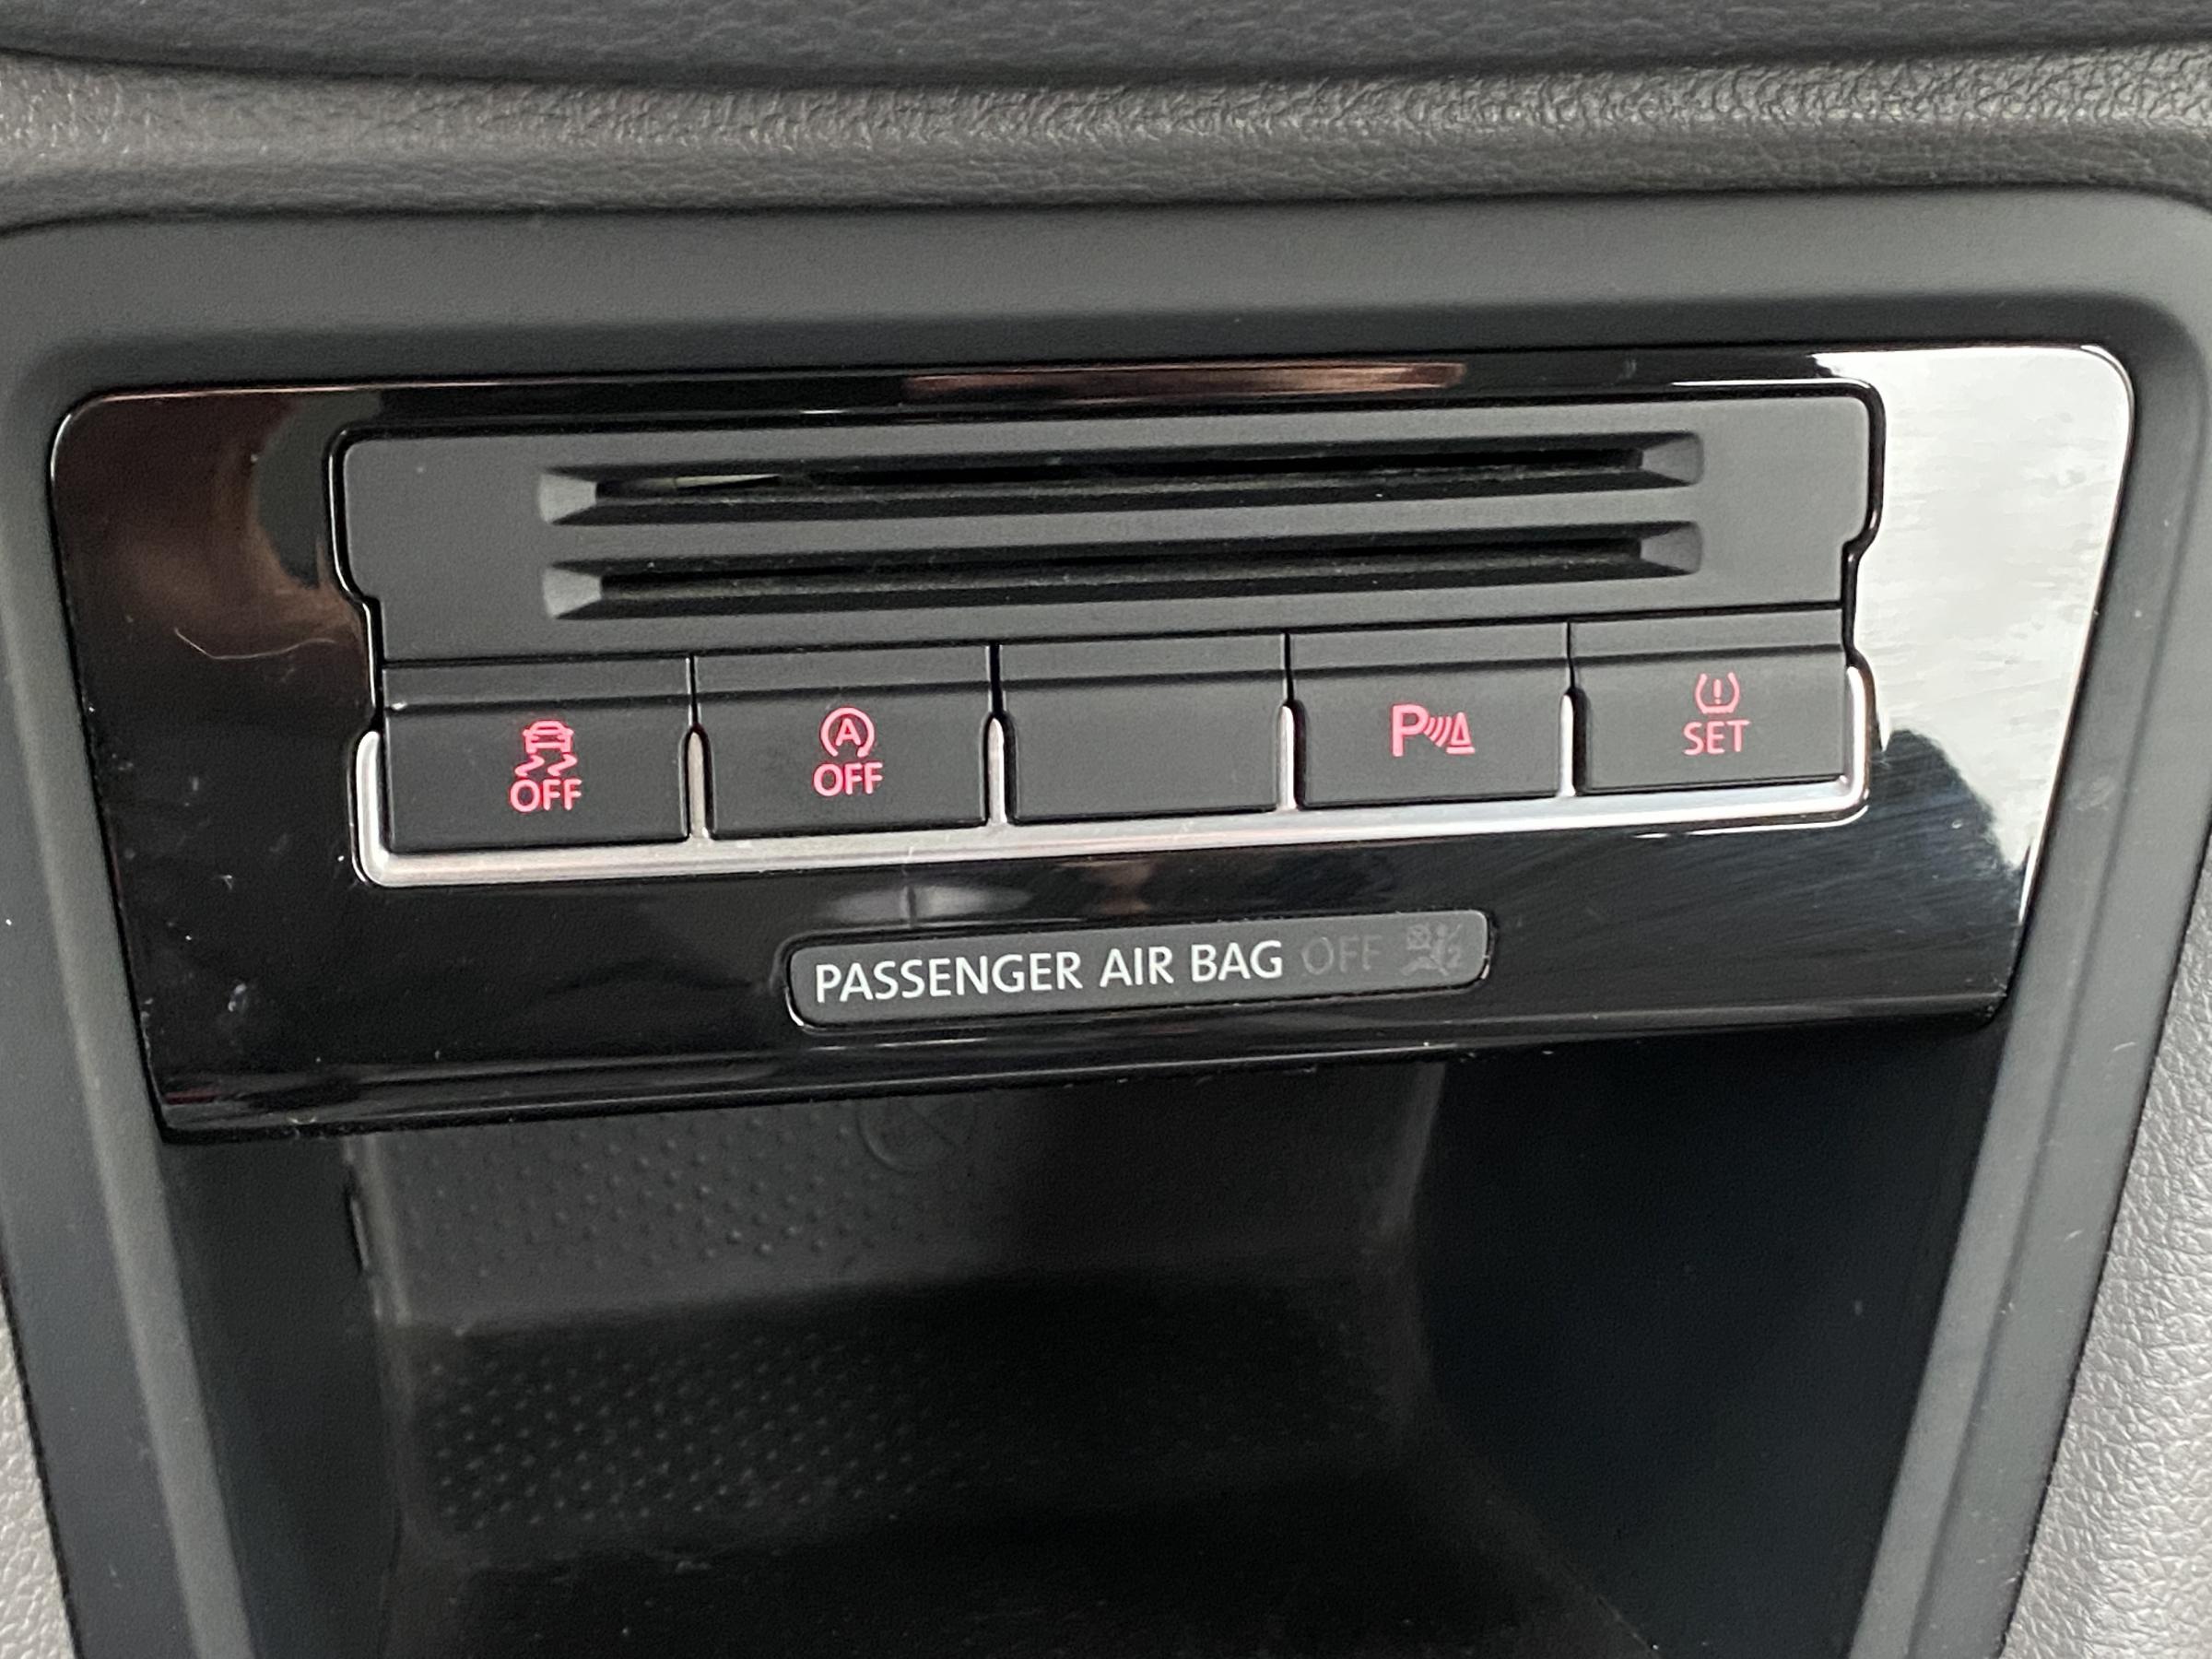 OFF
A
OFF
P
SET
PASSENGER AIR BAG OFF